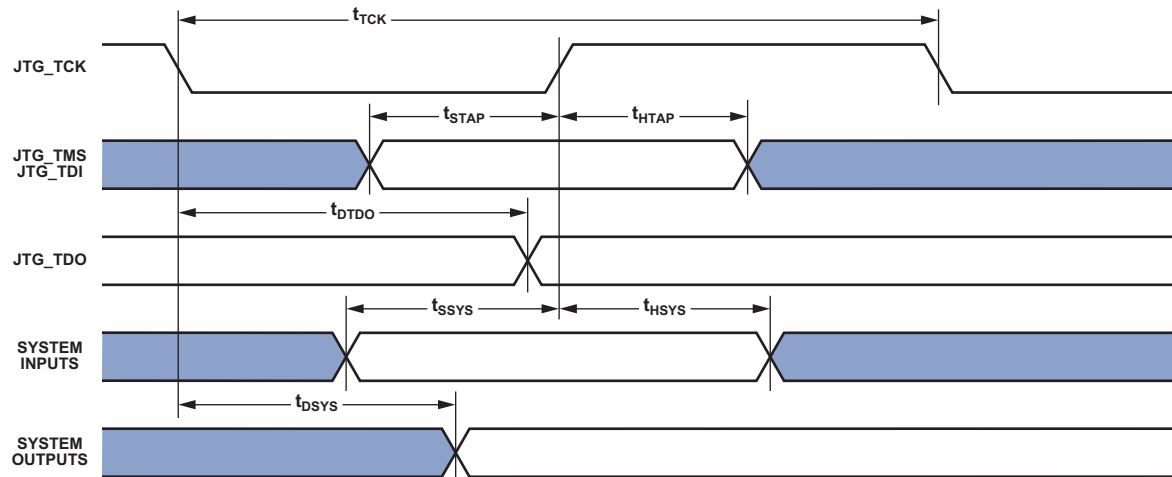 tTCK
JTG_TCK
tSTAP
tHTAP
JTG_TMS
JTG_TDI
tDTDO
JTG_TDO
tSSYS
tHSYS
SYSTEM
INPUTS
tDSYS
SYSTEM
OUTPUTS